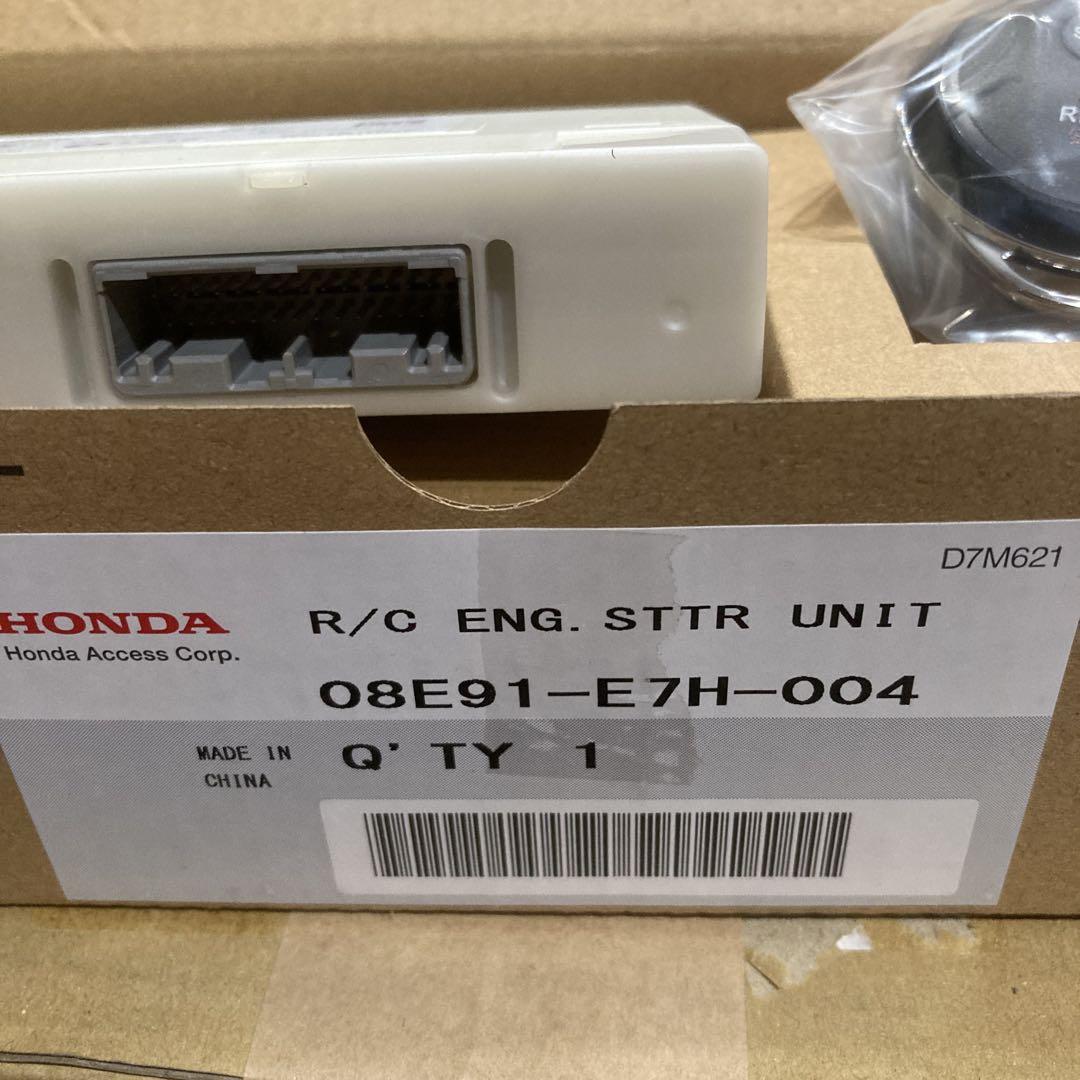 D7M621
HONDA
Honda Access Corp.
R/C ENG. STTR UNIT
08E91-E7H-004
MADE IN
CHINA
Q'TY 1